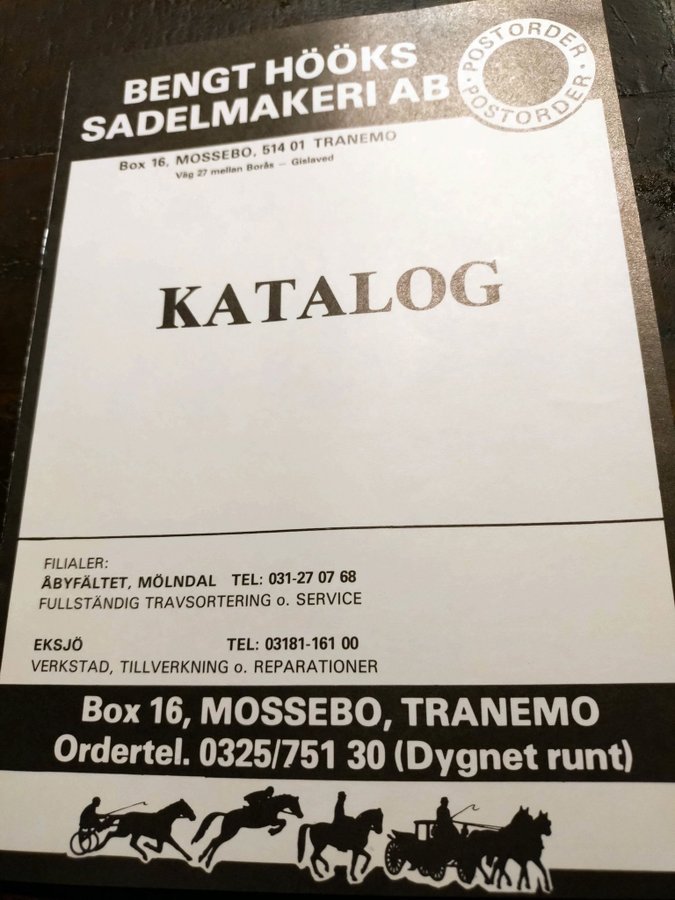 BENGT HÖÖKS
SADELMAKERI AB
POSTORDER • POSTORDER •
Box 16, MOSSEBO, 514 01 TRANEMO
Väg 27 mellan Borås — Gislaved
KATALOG
FILIALER:
ÅBYFÄLTET, MÖLNDAL TEL: 031-27 07 68
FULLSTÄNDIG TRAVSORTERING o. SERVICE
EKSJÖ TEL: 03181-161 00
VERKSTAD, TILLVERKNING o. REPARATIONER
Box 16, MOSSEBO, TRANEMO
Ordertel. 0325/751 30 (Dygnet runt)